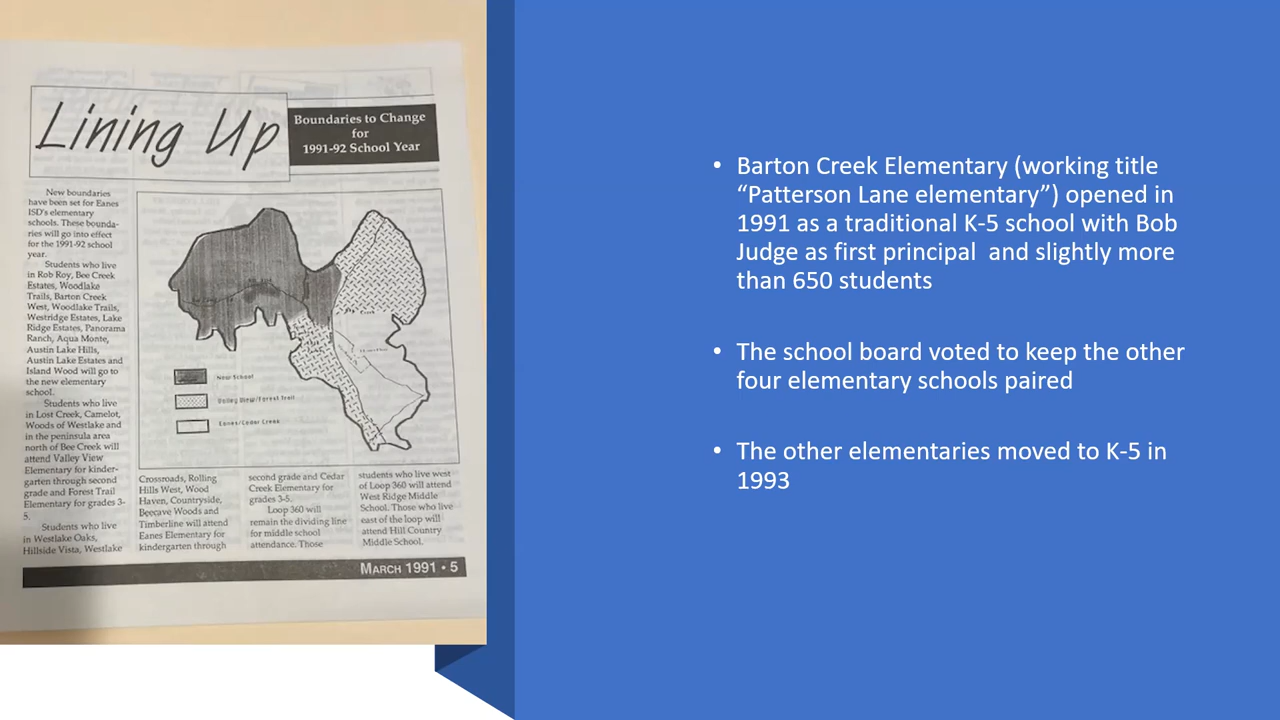 Lining Up
Boundaries to Change
for
1991-92 School Year
New boundaries
have been set for Eanes
ISD's elementary
schools. These bounda-
ries will go into effect
for the 1991-92 school
year.
Students who live
in Rob Roy, Bee Creek
Estates, Woodlake
Trails, Barton Creek
West, Woodlake Trails,
Westridge Estates, Lake
Ridge Estates, Panorama
Ranch, Aqua Monte,
Austin Lake Hills,
Austin Lake Estates and
Island Wood will go to
the new elementary
school.
Students who live
in Lost Creek, Camelot,
Woods of Westlake and
in the peninsula area
north of Bee Creek will
attend Valley View
Elementary for kinder-
garten through second
grade and Forest Trail
Elementary for grades 3-
5.
Students who live
in Westlake Oaks,
Hillside Vista, Westlake
New School
Valley View/Forest Trail
Eanes/Cedar Creek
Crossroads, Rolling
Hills West, Wood
Haven, Countryside,
Beecave Woods and
Timberline will attend
Eanes Elementary for
kindergarten through
second grade and Cedar
Creek Elementary for
grades 3-5.
Loop 360 will
remain the dividing line
for middle school
attendance. Those
students who live west
of Loop 360 will attend
West Ridge Middle
School. Those who live
east of the loop will
attend Hill Country
Middle School.
MARCH 1991 • 5
• Barton Creek Elementary (working title
“Patterson Lane elementary”) opened in
1991 as a traditional K-5 school with Bob
Judge as first principal and slightly more
than 650 students
• The school board voted to keep the other
four elementary schools paired
• The other elementaries moved to K-5 in
1993